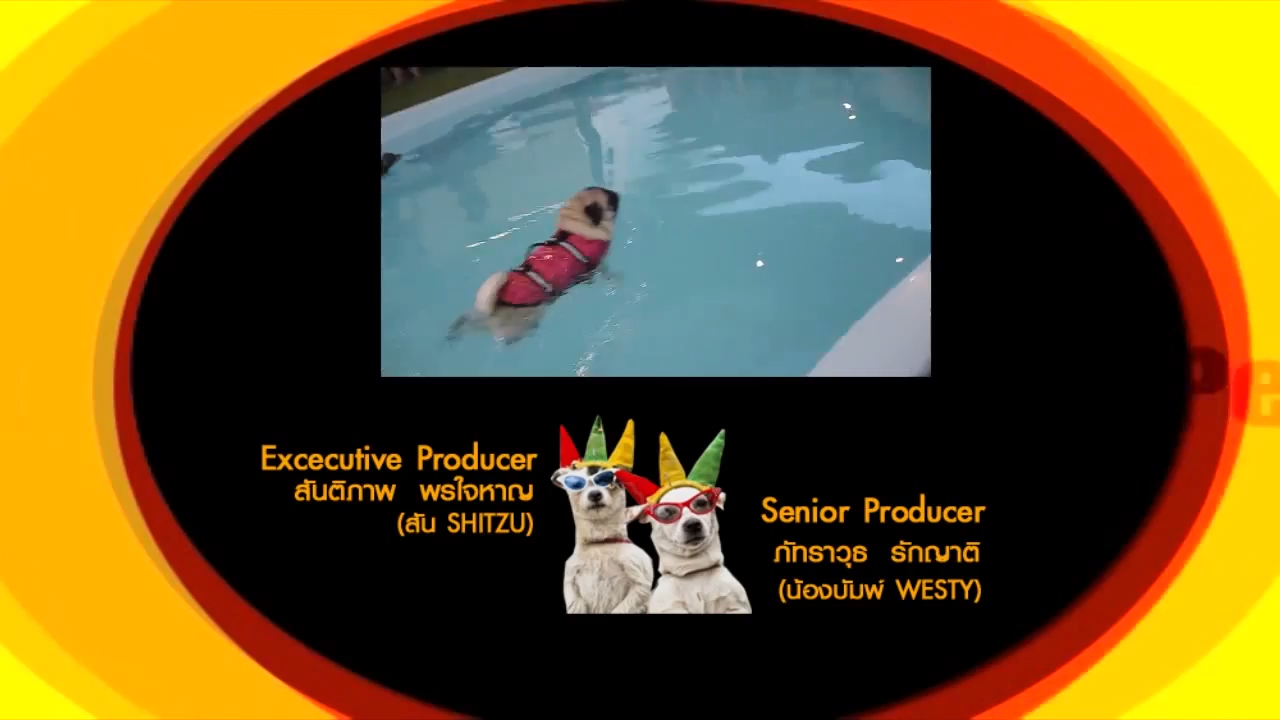 Excecutive Producer
สันติภาพ พรใจหาญ
(สัน SHITZU)
Senior Producer
ภัทราวุธ รักญาติ
(น้องบัมพ์ WESTY)